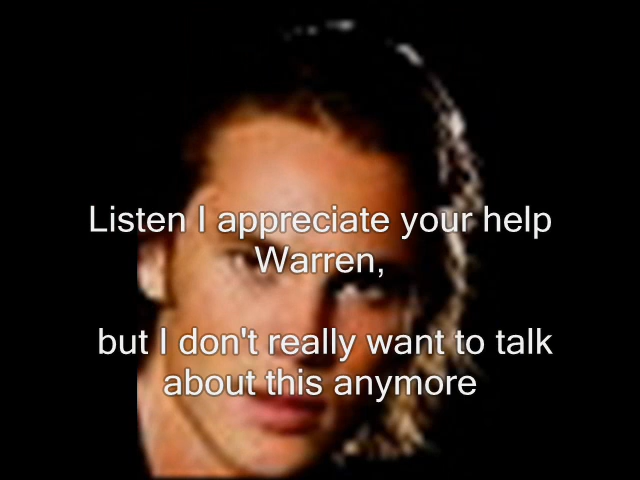 Listen I appreciate your help
Warren,
but I don't really want to talk
about this anymore